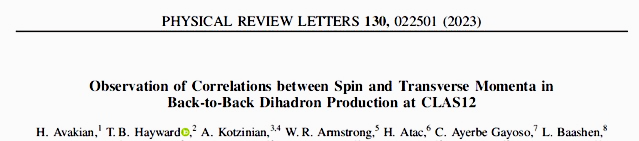 PHYSICAL REVIEW LETTERS 130, 022501 (2023)
Observation of Correlations between Spin and Transverse Momenta in
Back-to-Back Dihadron Production at CLAS12
H. Avakian,1 T. B. Hayward,2 A. Kotzinian,3,4 W. R. Armstrong,5 H. Atac,6 C. Ayerbe Gayoso,7 L. Baashen,8